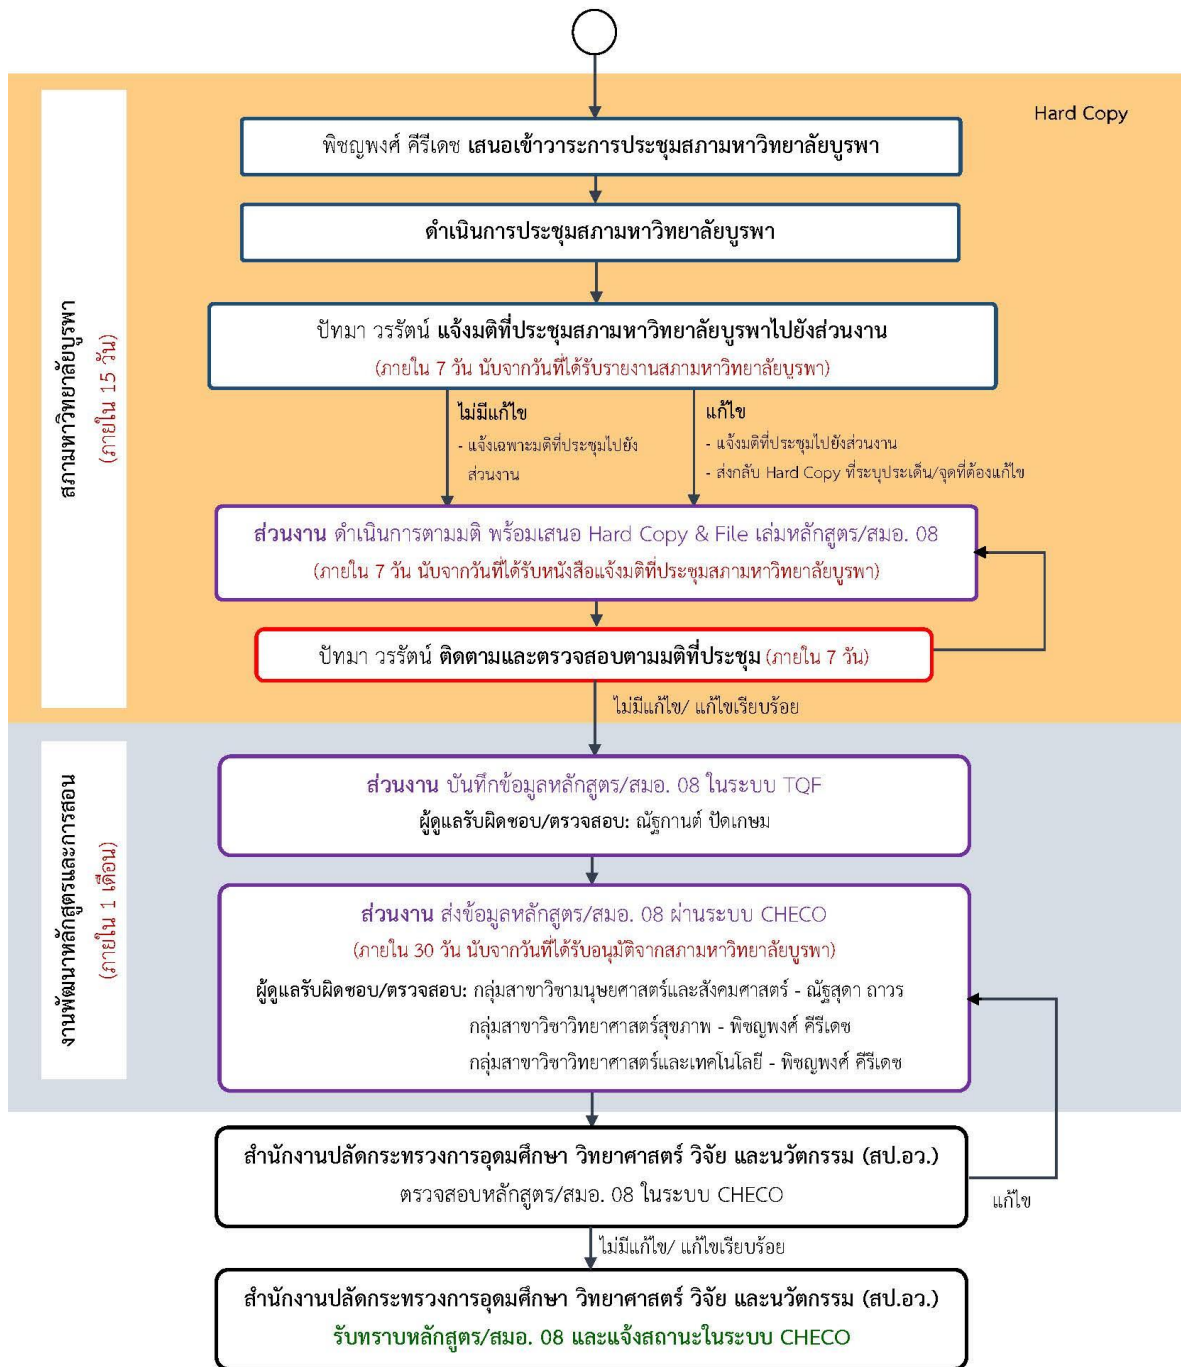 Hard Copy
สภามหาวิทยาลัยบูรพา
(ภายใน 15 วัน)
พิชญพงศ์ คีรีเดช เสนอเข้าวาระการประชุมสภามหาวิทยาลัยบูรพา
ดำเนินการประชุมสภามหาวิทยาลัยบูรพา
ปัทมา วรรัตน์ แจ้งมติที่ประชุมสภามหาวิทยาลัยบูรพาไปยังส่วนงาน
(ภายใน 7 วัน นับจากวันที่ได้รับรายงานสภามหาวิทยาลัยบูรพา)
ไม่มีแก้ไข
- แจ้งเฉพาะมติที่ประชุมไปยัง
ส่วนงาน
แก้ไข
- แจ้งมติที่ประชุมไปยังส่วนงาน
- ส่งกลับ Hard Copy ที่ระบุประเด็น/จุดที่ต้องแก้ไข
ส่วนงาน ดำเนินการตามมติ พร้อมเสนอ Hard Copy & File เล่มหลักสูตร/สมอ. 08
(ภายใน 7 วัน นับจากวันที่ได้รับหนังสือแจ้งมติที่ประชุมสภามหาวิทยาลัยบูรพา)
ปัทมา วรรัตน์ ติดตามและตรวจสอบตามมติที่ประชุม (ภายใน 7 วัน)
ไม่มีแก้ไข/ แก้ไขเรียบร้อย
งานพัฒนาหลักสูตรและการสอน
(ภายใน 1 เดือน)
ส่วนงาน บันทึกข้อมูลหลักสูตร/สมอ. 08 ในระบบ TQF
ผู้ดูแลรับผิดชอบ/ตรวจสอบ: ณัฐกานต์ ปัดเกษม
ส่วนงาน ส่งข้อมูลหลักสูตร/สมอ. 08 ผ่านระบบ CHECO
(ภายใน 30 วัน นับจากวันที่ได้รับอนุมัติจากสภามหาวิทยาลัยบูรพา)
ผู้ดูแลรับผิดชอบ/ตรวจสอบ: กลุ่มสาขาวิชามนุษยศาสตร์และสังคมศาสตร์ - ณัฐสุดา ถาวร
กลุ่มสาขาวิชาวิทยาศาสตร์สุขภาพ - พิชญพงศ์ คีรีเดช
กลุ่มสาขาวิชาวิทยาศาสตร์และเทคโนโลยี - พิชญพงศ์ คีรีเดช
สำนักงานปลัดกระทรวงการอุดมศึกษา วิทยาศาสตร์ วิจัย และนวัตกรรม (สป.อว.)
ตรวจสอบหลักสูตร/สมอ. 08 ในระบบ CHECO
แก้ไข
ไม่มีแก้ไข/ แก้ไขเรียบร้อย
สำนักงานปลัดกระทรวงการอุดมศึกษา วิทยาศาสตร์ วิจัย และนวัตกรรม (สป.อว.)
รับทราบหลักสูตร/สมอ. 08 และแจ้งสถานะในระบบ CHECO